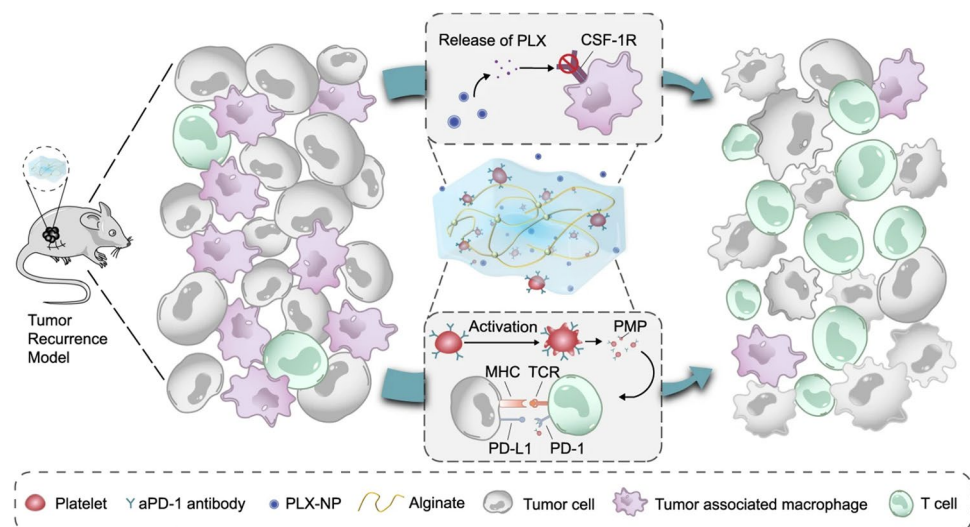 Release of PLX
CSF-1R
Tumor
Recurrence
Model
Activation
PMP
MHC
TCR
PD-L1
PD-1
Platelet
aPD-1 antibody
PLX-NP
Alginate
Tumor cell
Tumor associated macrophage
T cell